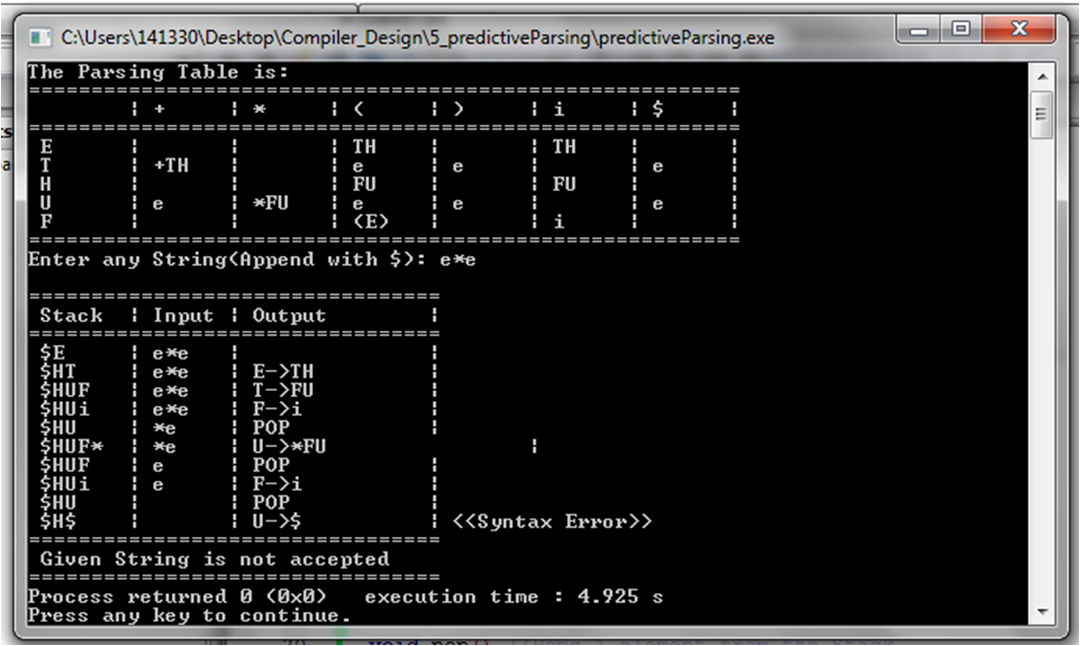 C:\Users\141330\Desktop\Compiler_Design\5_predictiveParsing\predictiveParsing.exe
The Parsing Table is:
==========================================================
| + | * | ( | ) | i | $ |
==========================================================
E | | | TH | | TH | |
T | +TH | | e | e | | e |
H | | | FU | | FU | |
U | e | *FU | e | e | | e |
F | | | (E) | | i | |
==========================================================
Enter any String(Append with $): e*e
=================================
Stack | Input | Output |
=================================
$E | e*e | |
$HT | e*e | E->TH |
$HUF | e*e | T->FU |
$HUi | e*e | F->i |
$HU | *e | POP |
$HUF* | *e | U->*FU |
$HUF | e | POP |
$HUi | e | F->i |
$HU | | POP |
$H$ | | U->$ | <<Syntax Error>>
=================================
Given String is not accepted
=================================
Process returned 0 (0x0) execution time : 4.925 s
Press any key to continue.